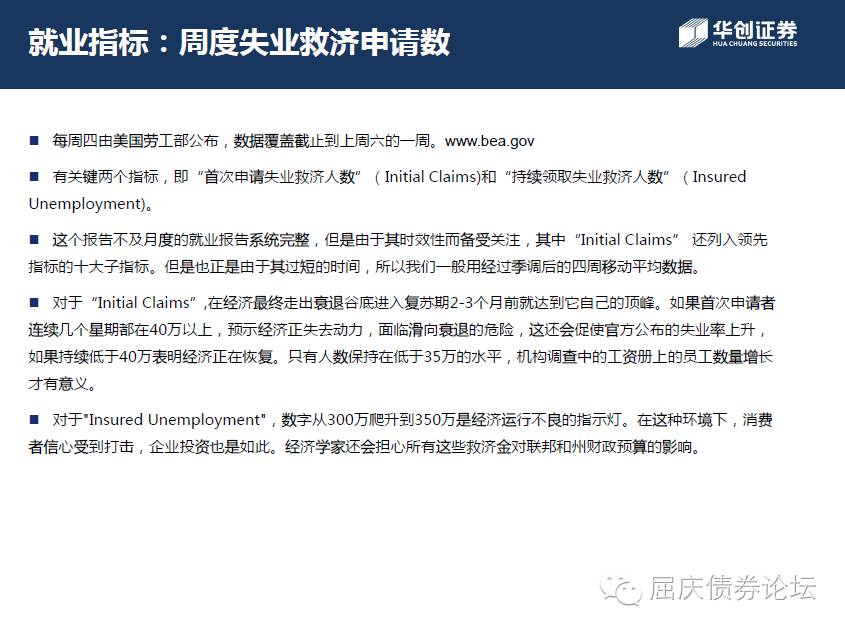 就业指标：周度失业救济申请数
华创证券
HUA CHUANG SECURITIES
■ 每周四由美国劳工部公布，数据覆盖截止到上周六的一周。www.bea.gov
■ 有关键两个指标，即“首次申请失业救济人数”（ Initial Claims)和“持续领取失业救济人数”（ Insured
Unemployment)。
■ 这个报告不及月度的就业报告系统完整，但是由于其时效性而备受关注，其中“Initial Claims” 还列入领先
指标的十大子指标。但是也正是由于其过短的时间，所以我们一般用经过季调后的四周移动平均数据。
■ 对于“Initial Claims”,在经济最终走出衰退谷底进入复苏期2-3个月前就达到它自己的顶峰。如果首次申请者
连续几个星期都在40万以上，预示经济正失去动力，面临滑向衰退的危险，这还会促使官方公布的失业率上升，
如果持续低于40万表明经济正在恢复。只有人数保持在低于35万的水平，机构调查中的工资册上的员工数量增长
才有意义。
■ 对于"Insured Unemployment"，数字从300万爬升到350万是经济运行不良的指示灯。在这种环境下，消费
者信心受到打击，企业投资也是如此。经济学家还会担心所有这些救济金对联邦和州财政预算的影响。
屈庆债券论坛